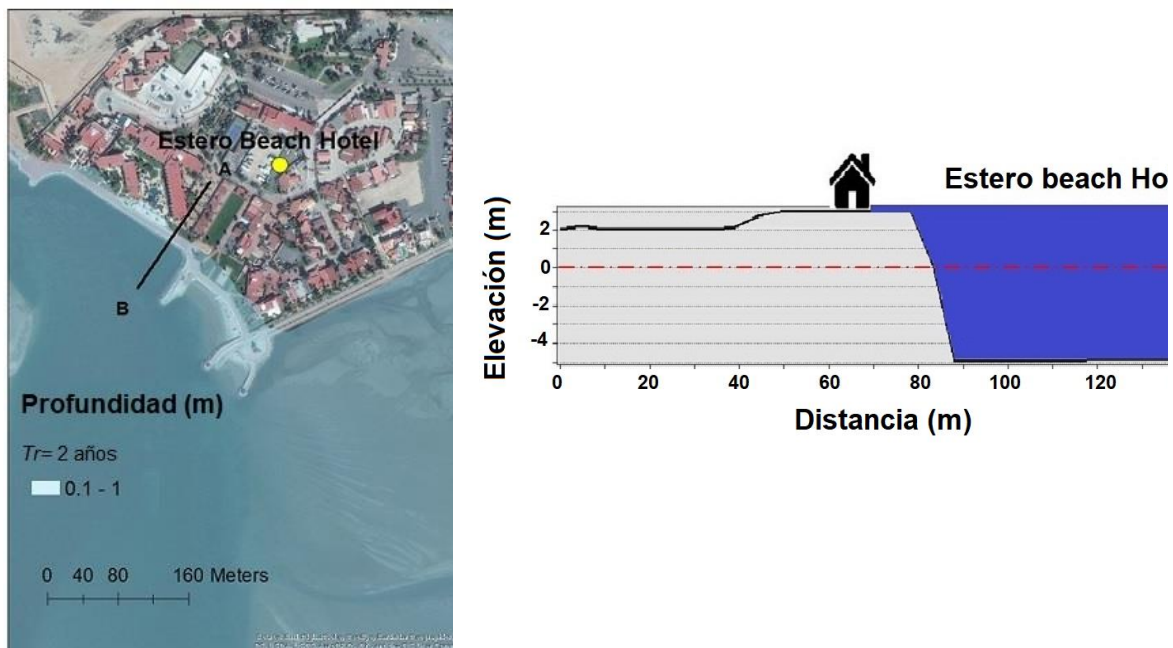 Estero Beach Hotel
A
B
Profundidad (m)
Tr= 2 años
0.1 - 1
0 40 80 160 Meters
Estero beach Ho
Elevación (m)
2
0
-2
-4
0 20 40 60 80 100 120
Distancia (m)